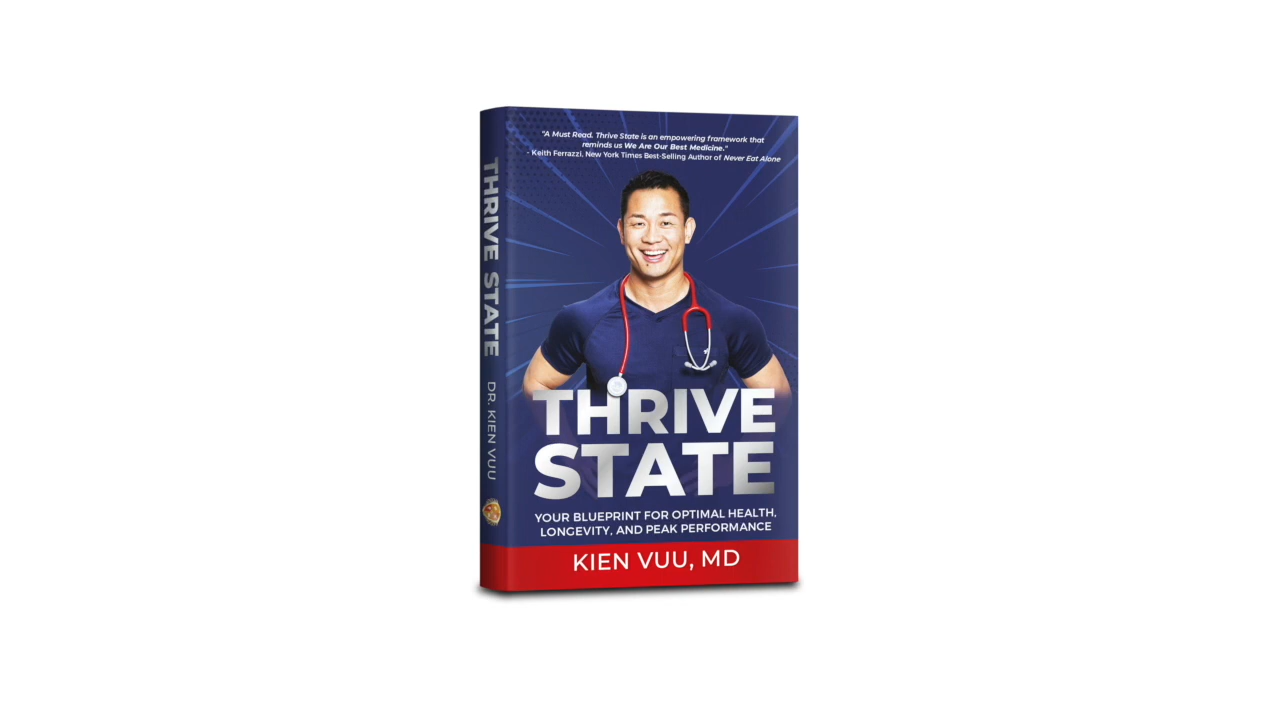 "A Must Read. Thrive State is an empowering framework that
reminds us We Are Our Best Medicine."
- Keith Ferrazzi, New York Times Best-Selling Author of Never Eat Alone
THRIVE
STATE
YOUR BLUEPRINT FOR OPTIMAL HEALTH,
LONGEVITY, AND PEAK PERFORMANCE
KIEN VUU, MD
THRIVE STATE
DR. KIEN VUU